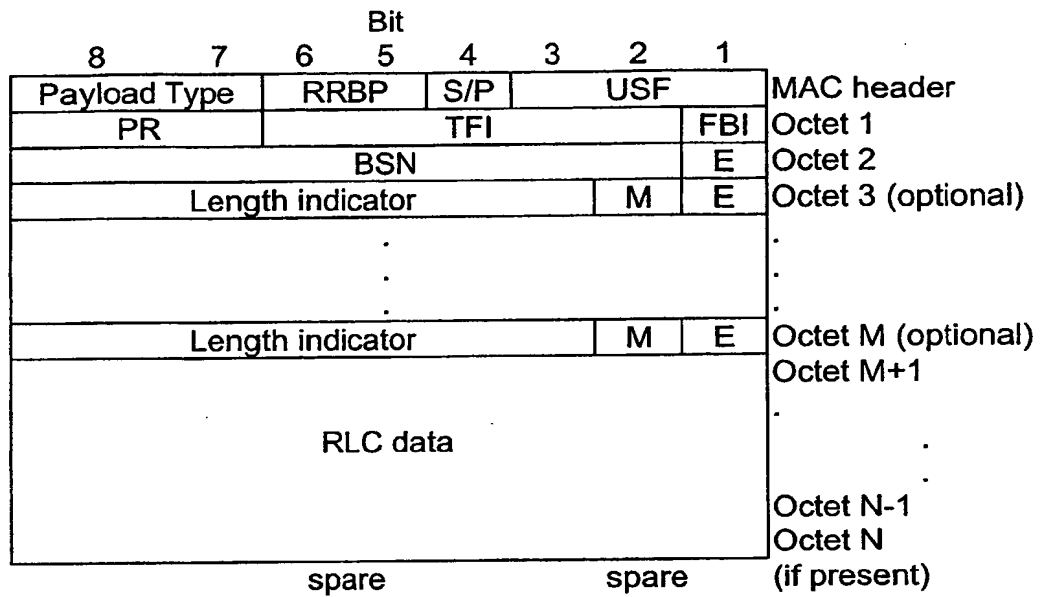 Bit
8 7 6 5 4 3 2 1
Payload Type RRBP S/P USF MAC header
PR TFI FBI Octet 1
BSN E Octet 2
Length indicator M E Octet 3 (optional)
Length indicator M E Octet M (optional)
Octet M+1
RLC data
Octet N-1
Octet N
spare spare (if present)